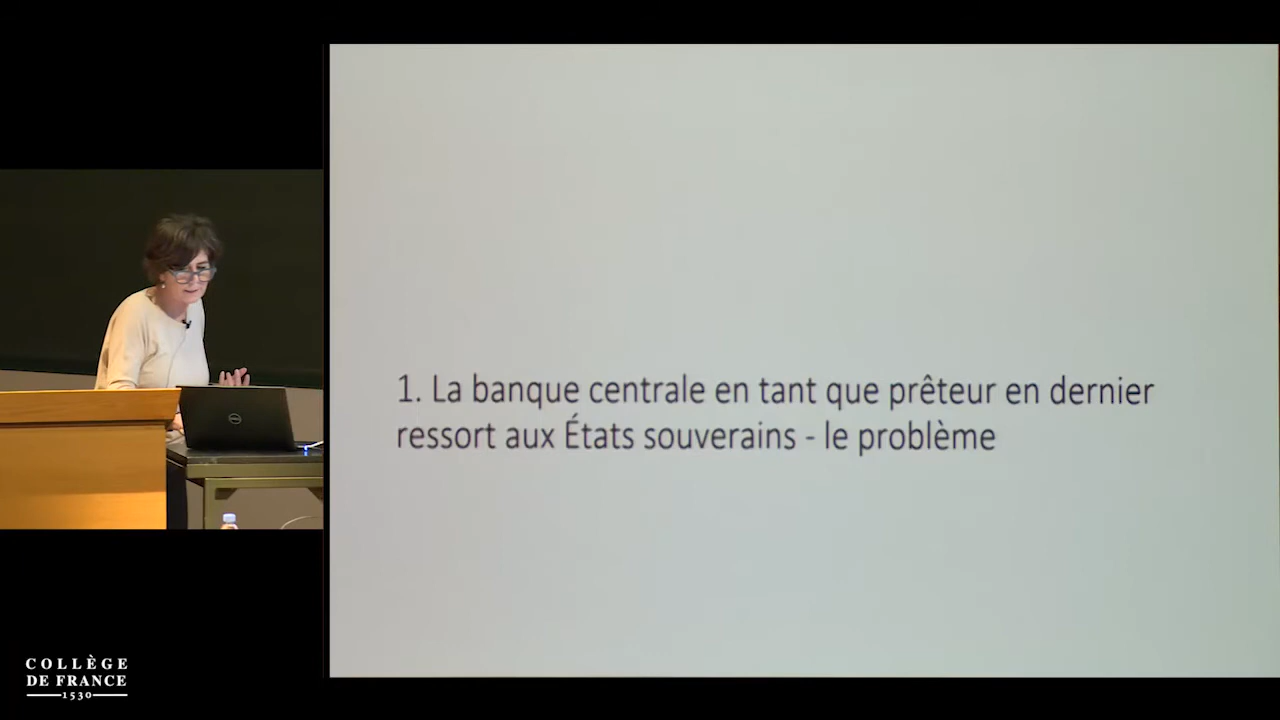 1. La banque centrale en tant que prêteur en dernier
ressort aux États souverains - le problème
COLLÈGE
DE FRANCE
1530